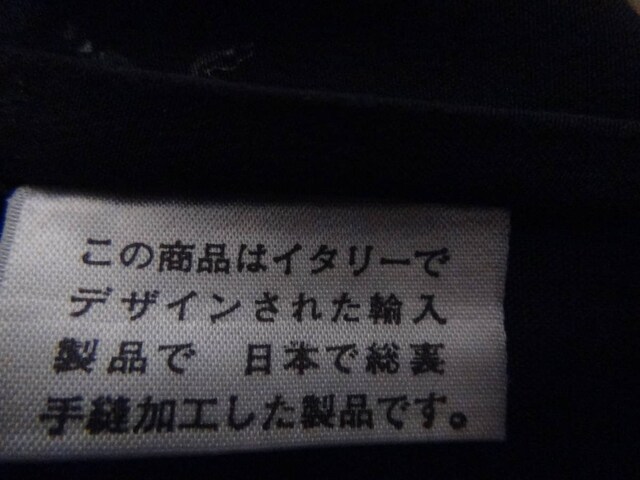 この商品はイタリーで
デザインされた輸入
製品で 日本で総裏
手縫加工した製品です。